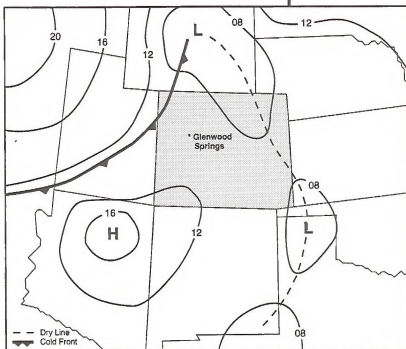 08
L
12
20
16
12
* Glenwood
Springs
08
16
H
12
L
08
Dry Line
Cold Front